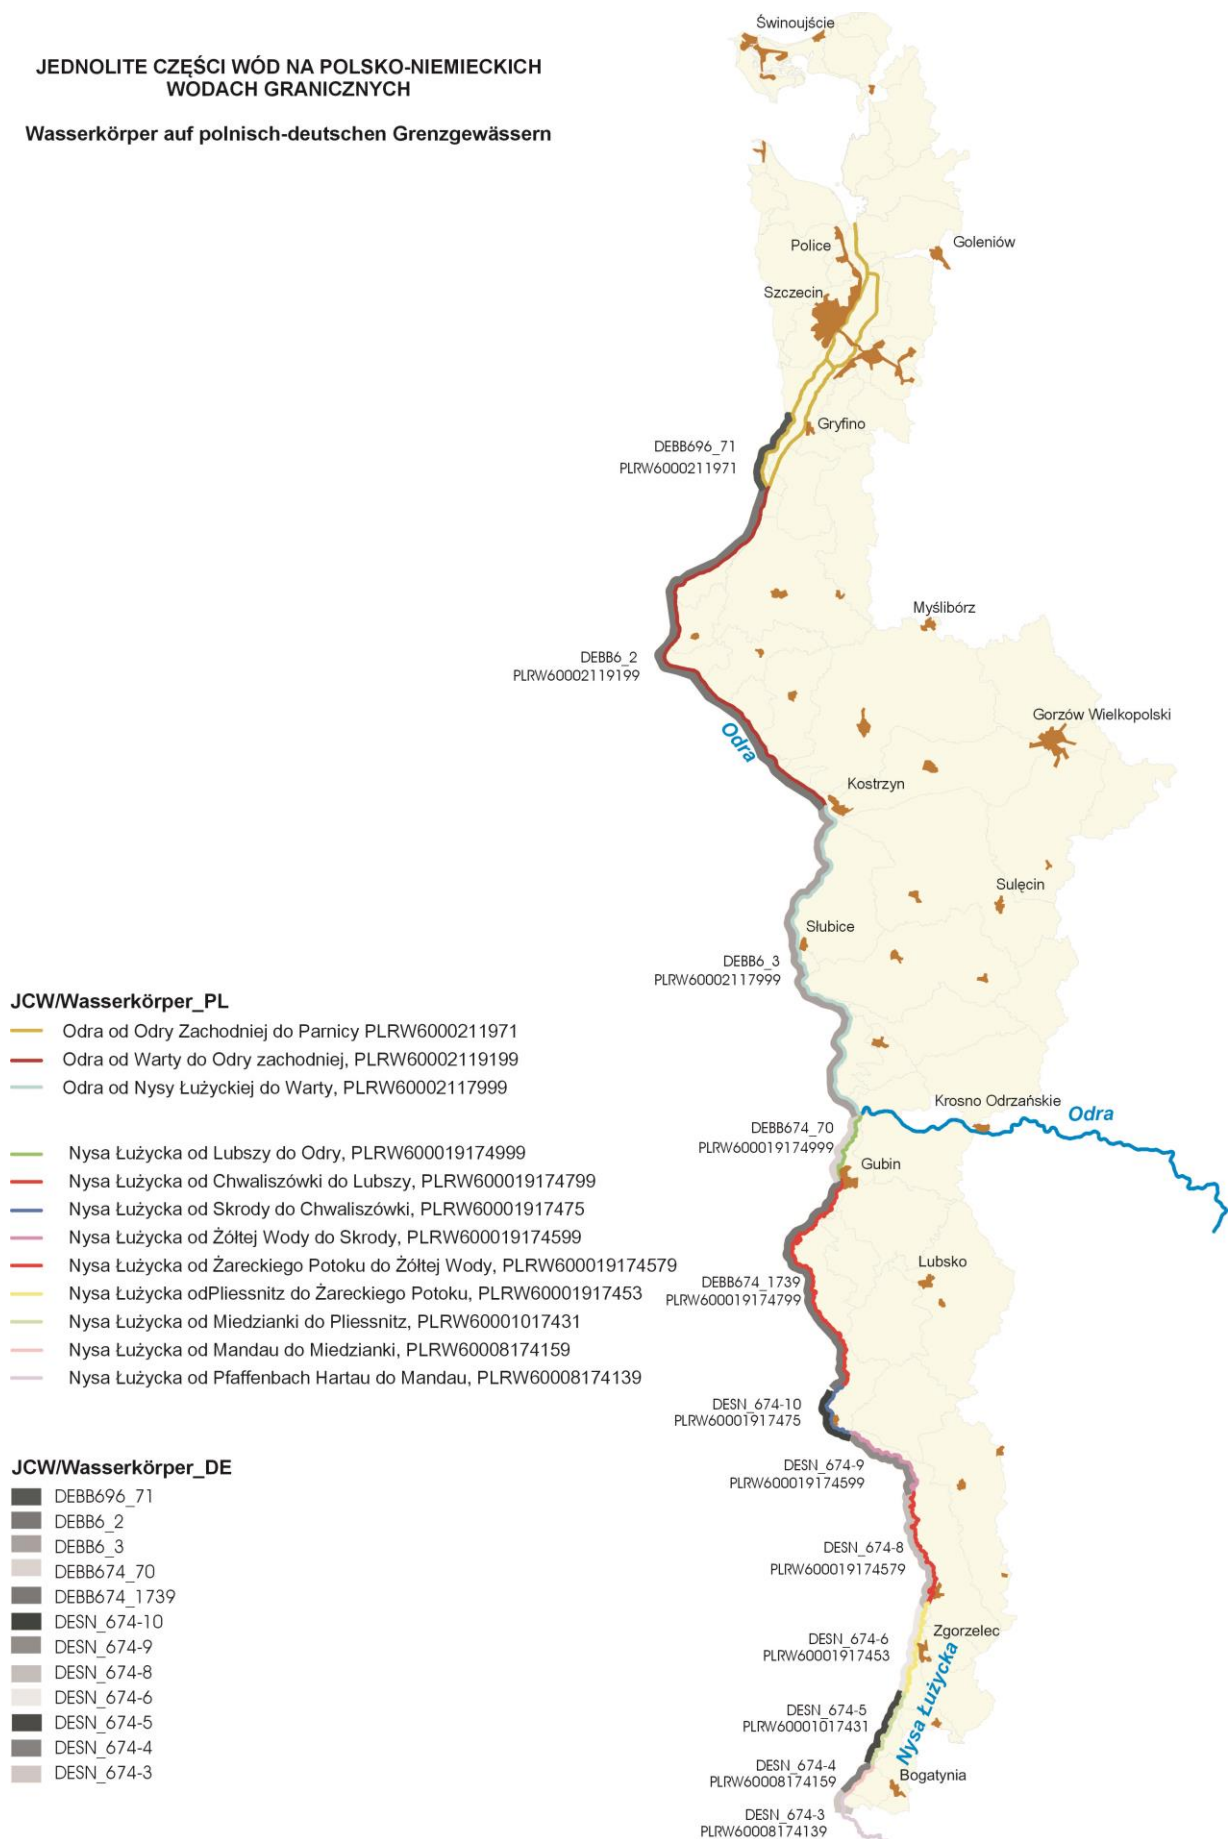 JEDNOLITE CZĘŚCI WÓD NA POLSKO-NIEMIECKICH
WODACH GRANICZNYCH
Wasserkörper auf polnisch-deutschen Grenzgewässern
Świnoujście
Police
Goleniów
Szczecin
Gryfino
DEBB696_71
PLRW6000211971
Myślibórz
DEBB6_2
PLRW60002119199
Gorzów Wielkopolski
Odra
Kostrzyn
Sulęcin
Słubice
DEBB6_3
PLRW60002117999
Krosno Odrzańskie
Odra
DEBB674_70
PLRW600019174999
Gubin
Lubsko
DEBB674_1739
PLRW600019174799
DESN_674-10
PLRW60001917475
DESN_674-9
PLRW600019174599
DESN_674-8
PLRW600019174579
Zgorzelec
DESN_674-6
PLRW60001917453
Nysa Łużycka
DESN_674-5
PLRW60001017431
DESN_674-4
PLRW60008174159
Bogatynia
DESN_674-3
PLRW60008174139
JCW/Wasserkörper_PL
Odra od Odry Zachodniej do Parnicy PLRW6000211971
Odra od Warty do Odry zachodniej, PLRW60002119199
Odra od Nysy Łużyckiej do Warty, PLRW60002117999
Nysa Łużycka od Lubszy do Odry, PLRW600019174999
Nysa Łużycka od Chwaliszówki do Lubszy, PLRW600019174799
Nysa Łużycka od Skrody do Chwaliszówki, PLRW60001917475
Nysa Łużycka od Żółtej Wody do Skrody, PLRW600019174599
Nysa Łużycka od Żareckiego Potoku do Żółtej Wody, PLRW600019174579
Nysa Łużycka odPliessnitz do Żareckiego Potoku, PLRW60001917453
Nysa Łużycka od Miedzianki do Pliessnitz, PLRW60001017431
Nysa Łużycka od Mandau do Miedzianki, PLRW60008174159
Nysa Łużycka od Pfaffenbach Hartau do Mandau, PLRW60008174139
JCW/Wasserkörper_DE
DEBB696_71
DEBB6_2
DEBB6_3
DEBB674_70
DEBB674_1739
DESN_674-10
DESN_674-9
DESN_674-8
DESN_674-6
DESN_674-5
DESN_674-4
DESN_674-3